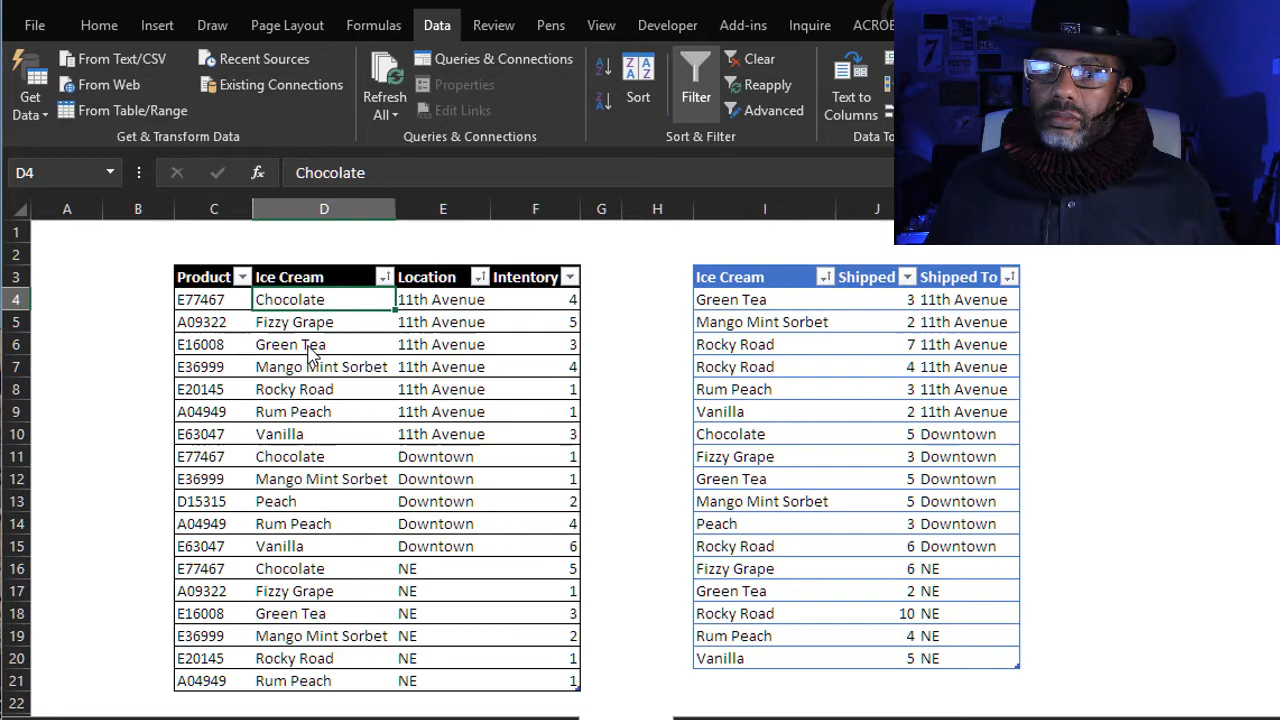 File Home Insert Draw Page Layout Formulas Data Review Pens View Developer Add-ins Inquire ACROB
From Text/CSV Recent Sources Queries & Connections Clear
From Web Existing Connections Properties Reapply
From Table/Range Edit Links Advanced
Get Data Refresh All Sort Filter Text to Columns
Get & Transform Data Queries & Connections Sort & Filter Data To
D4 fx Chocolate
A B C D E F G H I J
1
2
3 Product Ice Cream Location Intentory Ice Cream Shipped Shipped To
4 E77467 Chocolate 11th Avenue 4 Green Tea 3 11th Avenue
5 A09322 Fizzy Grape 11th Avenue 5 Mango Mint Sorbet 2 11th Avenue
6 E16008 Green Tea 11th Avenue 3 Rocky Road 7 11th Avenue
7 E36999 Mango Mint Sorbet 11th Avenue 4 Rocky Road 4 11th Avenue
8 E20145 Rocky Road 11th Avenue 1 Rum Peach 3 11th Avenue
9 A04949 Rum Peach 11th Avenue 1 Vanilla 2 11th Avenue
10 E63047 Vanilla 11th Avenue 3 Chocolate 5 Downtown
11 E77467 Chocolate Downtown 1 Fizzy Grape 3 Downtown
12 E36999 Mango Mint Sorbet Downtown 1 Green Tea 5 Downtown
13 D15315 Peach Downtown 2 Mango Mint Sorbet 5 Downtown
14 A04949 Rum Peach Downtown 4 Peach 3 Downtown
15 E63047 Vanilla Downtown 6 Rocky Road 6 Downtown
16 E77467 Chocolate NE 5 Fizzy Grape 6 NE
17 A09322 Fizzy Grape NE 1 Green Tea 2 NE
18 E16008 Green Tea NE 3 Rocky Road 10 NE
19 E36999 Mango Mint Sorbet NE 2 Rum Peach 4 NE
20 E20145 Rocky Road NE 1 Vanilla 5 NE
21 A04949 Rum Peach NE 1
22